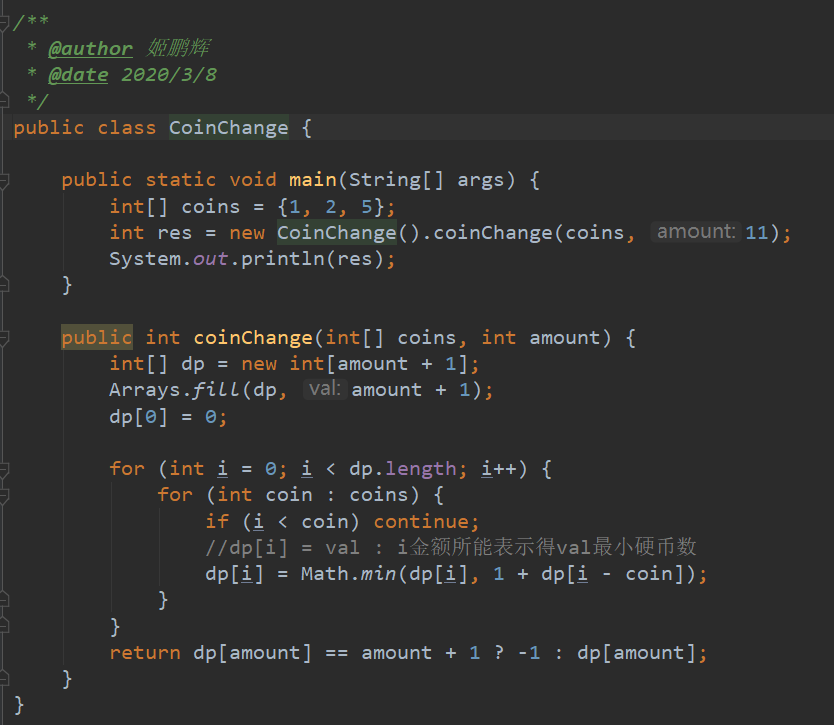 /**
 * @author 姬鹏辉
 * @date 2020/3/8
 */
public class CoinChange {
    public static void main(String[] args) {
        int[] coins = {1, 2, 5};
        int res = new CoinChange().coinChange(coins, amount: 11);
        System.out.println(res);
    }
    public int coinChange(int[] coins, int amount) {
        int[] dp = new int[amount + 1];
        Arrays.fill(dp, val: amount + 1);
        dp[0] = 0;
        for (int i = 0; i < dp.length; i++) {
            for (int coin : coins) {
                if (i < coin) continue;
                //dp[i] = val : i金额所能表示得val最小硬币数
                dp[i] = Math.min(dp[i], 1 + dp[i - coin]);
            }
        }
        return dp[amount] == amount + 1 ? -1 : dp[amount];
    }
}